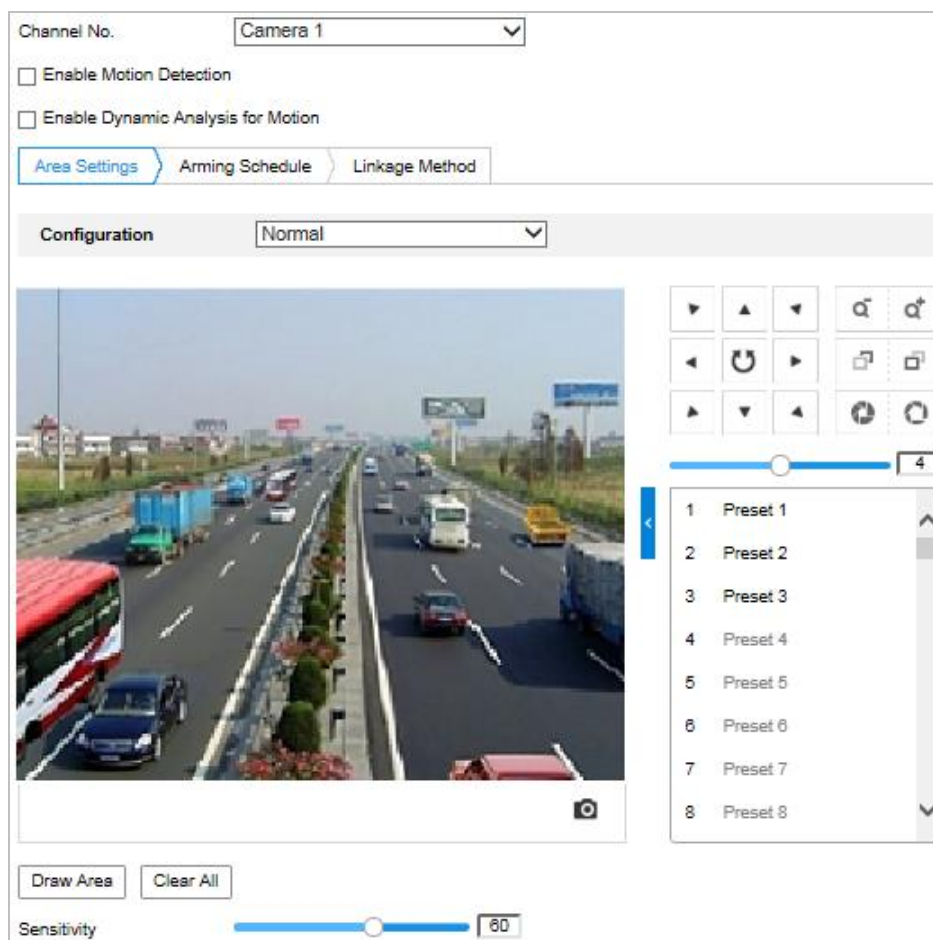 Channel No. Camera 1
Enable Motion Detection
Enable Dynamic Analysis for Motion
Area Settings Arming Schedule Linkage Method
Configuration Normal
4
1 Preset 1
2 Preset 2
3 Preset 3
4 Preset 4
5 Preset 5
6 Preset 6
7 Preset 7
8 Preset 8
Draw Area Clear All
Sensitivity 60